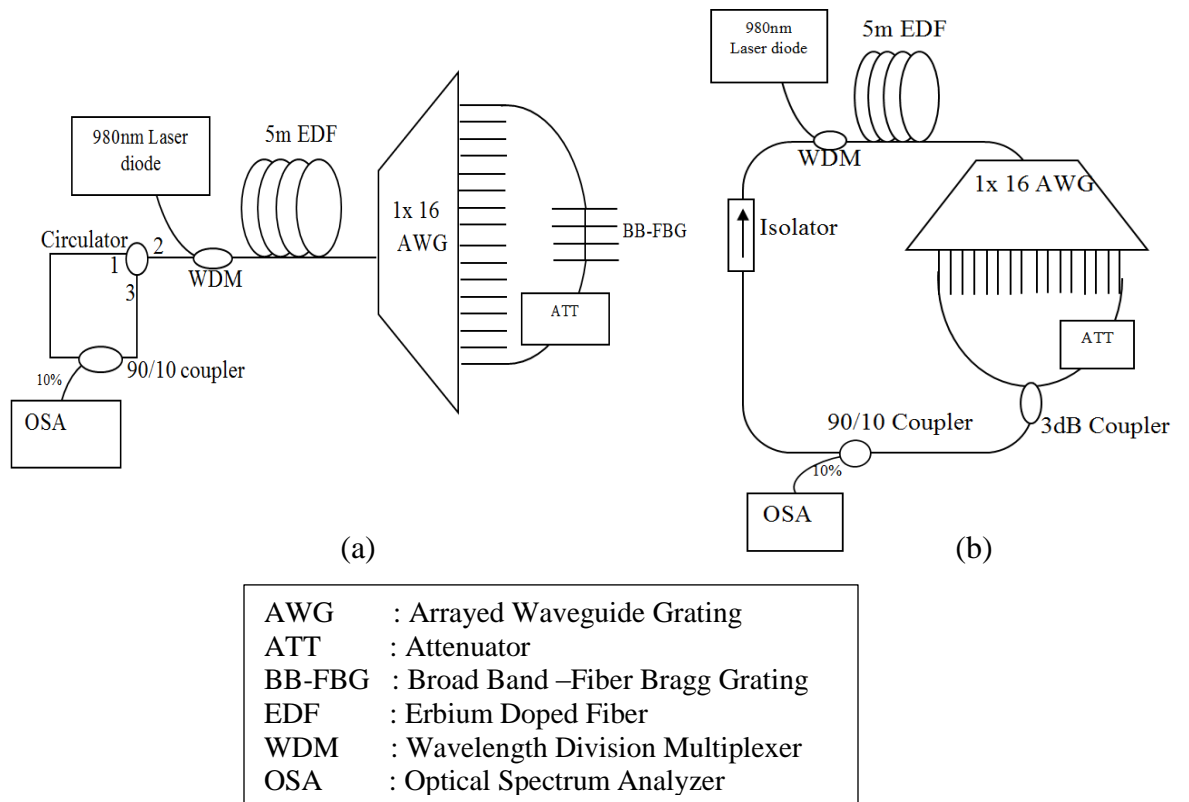 980nm Laser
diode
5m EDF
Circulator
1
2
3
WDM
1x 16
AWG
BB-FBG
ATT
90/10 coupler
10%
OSA
(a)
980nm
Laser diode
5m EDF
WDM
1x 16 AWG
Isolator
ATT
3dB Coupler
90/10 Coupler
10%
OSA
(b)
AWG : Arrayed Waveguide Grating
ATT : Attenuator
BB-FBG : Broad Band –Fiber Bragg Grating
EDF : Erbium Doped Fiber
WDM : Wavelength Division Multiplexer
OSA : Optical Spectrum Analyzer